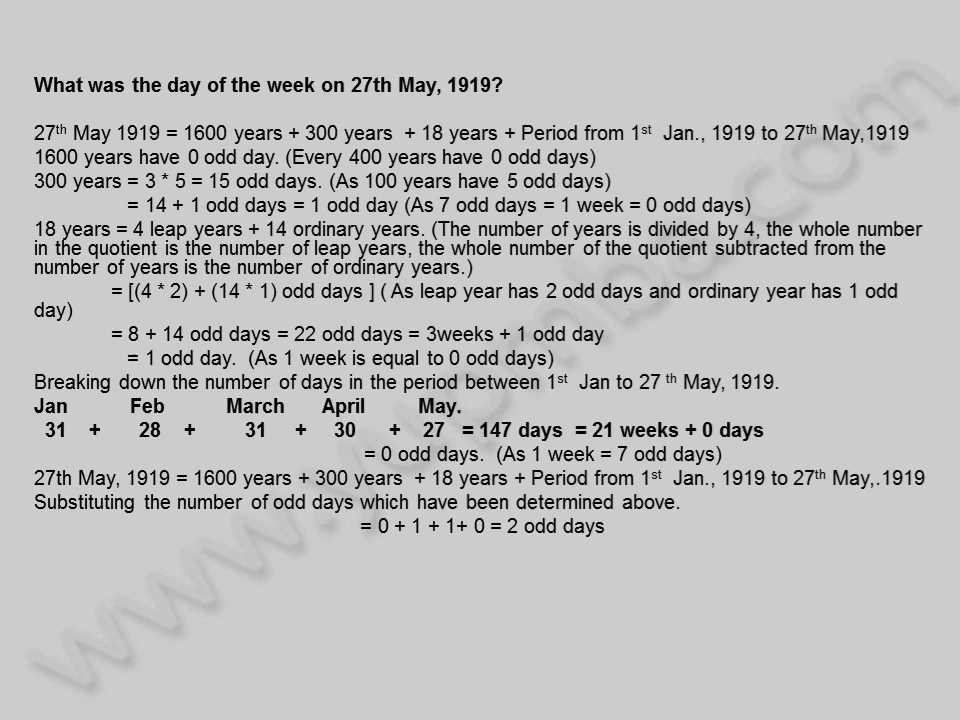 What was the day of the week on 27th May, 1919?
27th May 1919 = 1600 years + 300 years + 18 years + Period from 1st Jan., 1919 to 27th May,1919
1600 years have 0 odd day. (Every 400 years have 0 odd days)
300 years = 3 * 5 = 15 odd days. (As 100 years have 5 odd days)
= 14 + 1 odd days = 1 odd day (As 7 odd days = 1 week = 0 odd days)
18 years = 4 leap years + 14 ordinary years. (The number of years is divided by 4, the whole number
in the quotient is the number of leap years, the whole number of the quotient subtracted from the
number of years is the number of ordinary years.)
= [(4 * 2) + (14 * 1) odd days ] ( As leap year has 2 odd days and ordinary year has 1 odd
day)
= 8 + 14 odd days = 22 odd days = 3weeks + 1 odd day
= 1 odd day. (As 1 week is equal to 0 odd days)
Breaking down the number of days in the period between 1st Jan to 27 th May, 1919.
Jan Feb March April May.
31 + 28 + 31 + 30 + 27 = 147 days = 21 weeks + 0 days
= 0 odd days. (As 1 week = 7 odd days)
27th May, 1919 = 1600 years + 300 years + 18 years + Period from 1st Jan., 1919 to 27th May,.1919
Substituting the number of odd days which have been determined above.
= 0 + 1 + 1+ 0 = 2 odd days